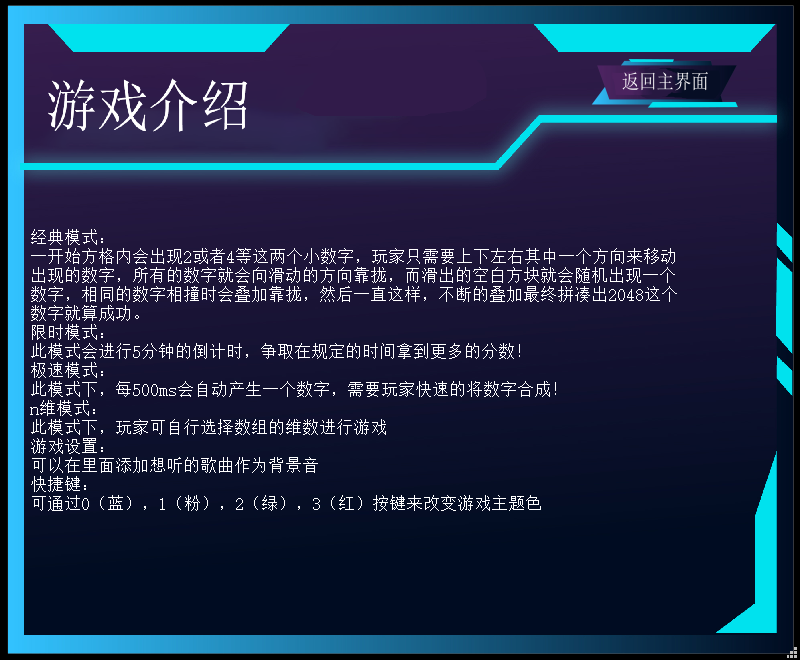 游戏介绍
返回主界面
经典模式:
一开始方格内会出现2或者4等这两个小数字，玩家只需要上下左右其中一个方向来移动
出现的数字，所有的数字就会向滑动的方向靠拢，而滑出的空白方块就会随机出现一个
数字，相同的数字相撞时会叠加靠拢，然后一直这样，不断的叠加最终拼凑出2048这个
数字就算成功。
限时模式:
此模式会进行5分钟的倒计时，争取在规定的时间拿到更多的分数!
极速模式:
此模式下，每500ms会自动产生一个数字，需要玩家快速的将数字合成!
n维模式:
此模式下，玩家可自行选择数组的维数进行游戏
游戏设置:
可以在里面添加想听的歌曲作为背景音
快捷键:
可通过0（蓝），1（粉），2（绿），3（红）按键来改变游戏主题色